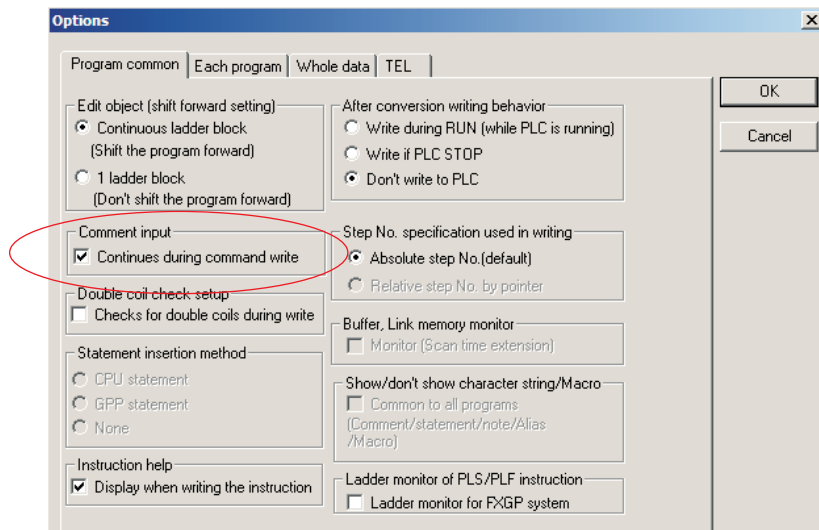 Options
Program common
Each program
Whole data
TEL
OK
Cancel
Edit object (shift forward setting)
Continuous ladder block
(Shift the program forward)
1 ladder block
(Don't shift the program forward)
Comment input
Continues during command write
Double coil check setup
Checks for double coils during write
Statement insertion method
CPU statement
GPP statement
None
Instruction help
Display when writing the instruction
After conversion writing behavior
Write during RUN (while PLC is running)
Write if PLC STOP
Don't write to PLC
Step No. specification used in writing
Absolute step No.(default)
Relative step No. by pointer
Buffer, Link memory monitor
Monitor (Scan time extension)
Show/don't show character string/Macro
Common to all programs
(Comment/statement/note/Alias
/Macro)
Ladder monitor of PLS/PLF instruction
Ladder monitor for FXGP system